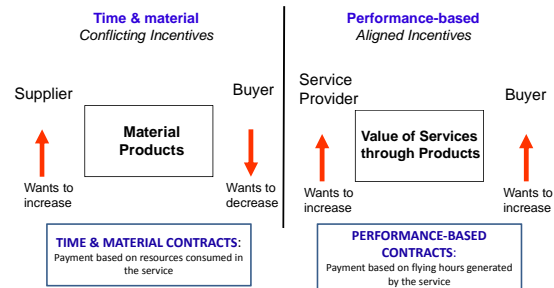 Time & material
Conflicting Incentives
Supplier
Buyer
Material
Products
Wants to
increase
Wants to
decrease
TIME & MATERIAL CONTRACTS:
Payment based on resources consumed in
the service
Performance-based
Aligned Incentives
Service
Provider
Buyer
Value of Services
through Products
Wants to
increase
Wants to
increase
PERFORMANCE-BASED
CONTRACTS:
Payment based on flying hours generated
by the service